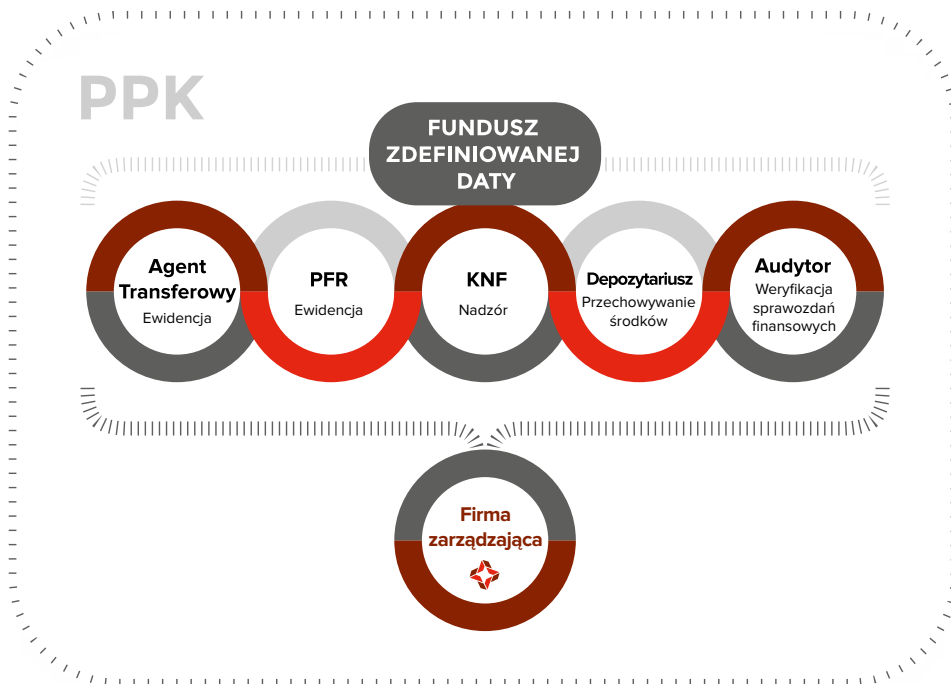 PPK
FUNDUSZ
ZDEFINIOWANEJ
DATY
Agent
Transferowy
Ewidencja
PFR
Ewidencja
KNF
Nadzór
Depozytariusz
Przechowywanie
środków
Audytor
Weryfikacja
sprawozdań
finansowych
Firma
zarządzająca